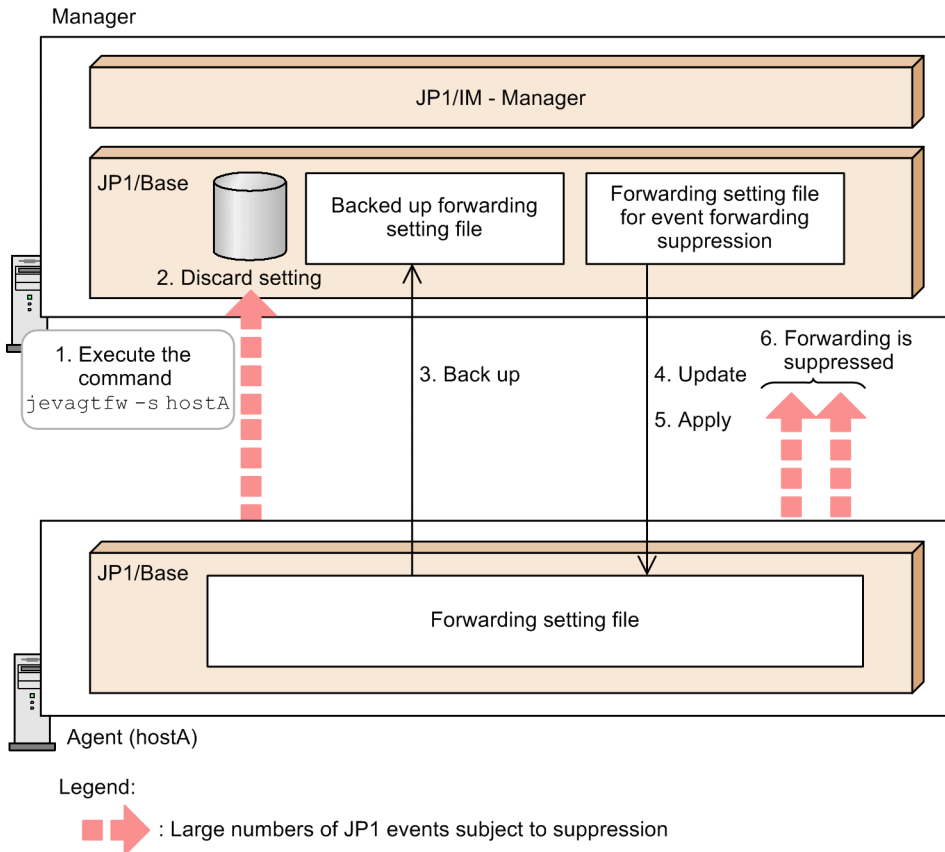 Manager
JP1/IM - Manager
JP1/Base
Backed up forwarding
setting file
Forwarding setting file
for event forwarding
suppression
2. Discard setting
1. Execute the
command
jevagtfw -s hostA
3. Back up
4. Update
5. Apply
6. Forwarding is
suppressed
JP1/Base
Forwarding setting file
Agent (hostA)
Legend:
: Large numbers of JP1 events subject to suppression